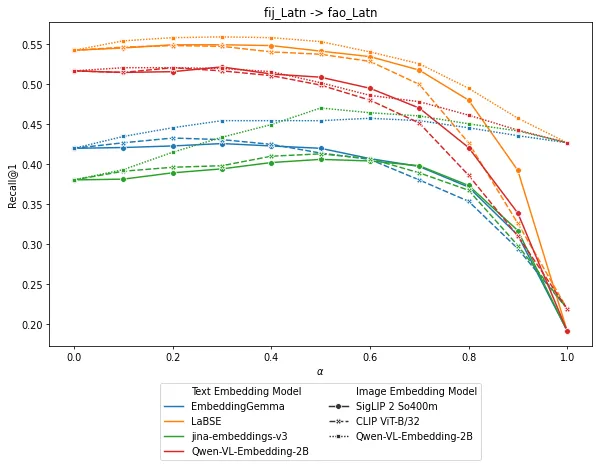 fij_Latn -> fao_Latn
Recall@1
0.55
0.50
0.45
0.40
0.35
0.30
0.25
0.20
0.0 0.2 0.4 0.6 0.8 1.0
α
Text Embedding Model
EmbeddingGemma
LaBSE
jina-embeddings-v3
Qwen-VL-Embedding-2B
Image Embedding Model
SigLIP 2 So400m
CLIP ViT-B/32
Qwen-VL-Embedding-2B